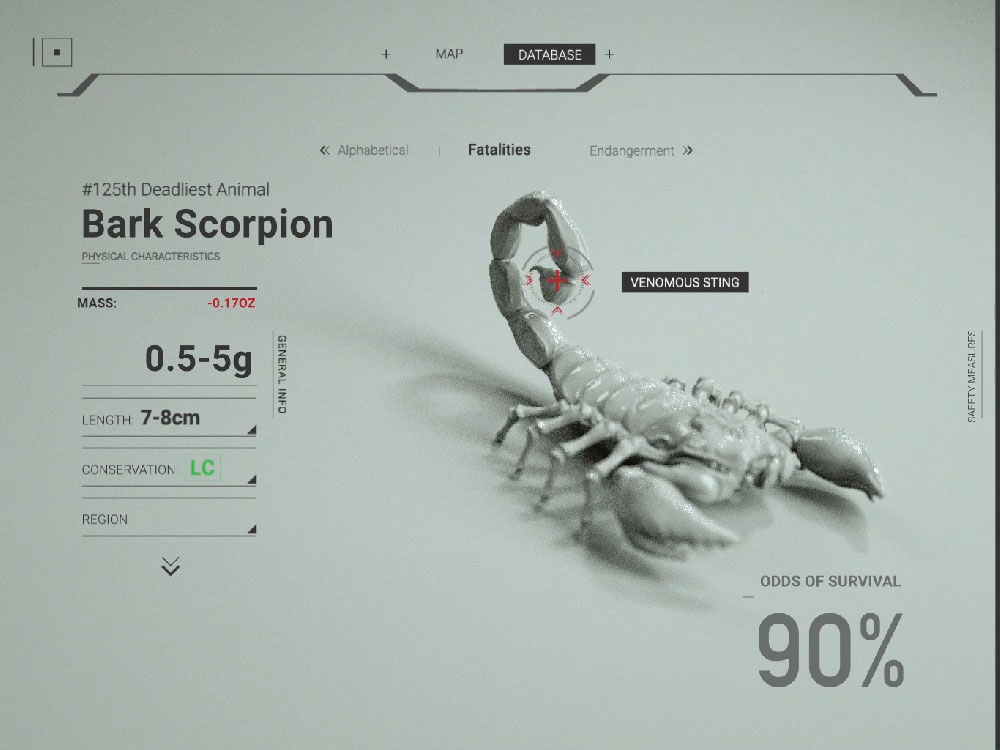 MAP
DATABASE
Alphabetical
Fatalities
Endangerment
#125th Deadliest Animal
Bark Scorpion
PHYSICAL CHARACTERISTICS
MASS: -0.17OZ
0.5-5g
GENERAL INFO
LENGTH: 7-8cm
CONSERVATION LC
REGION
VENOMOUS STING
SAFETY MEASURES
ODDS OF SURVIVAL
90%